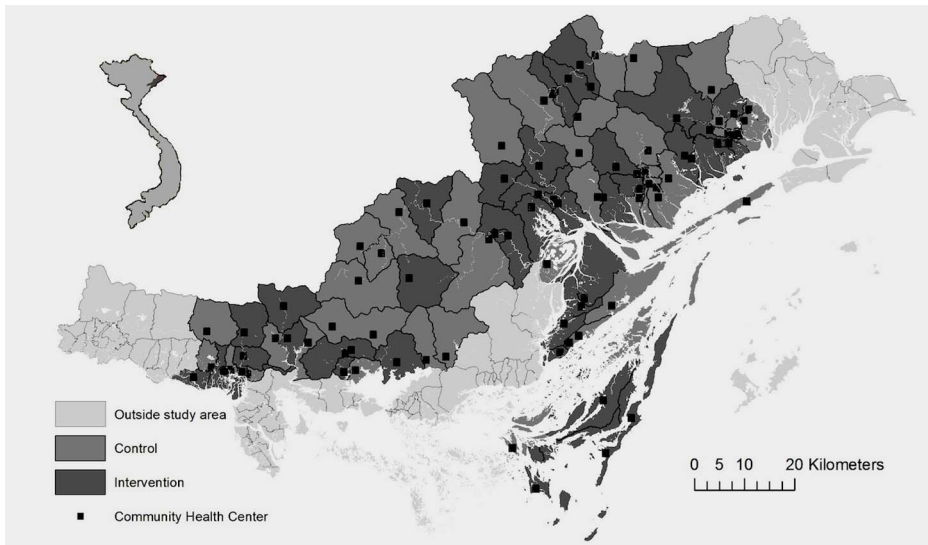 Outside study area
Control
Intervention
Community Health Center
0 5 10 20 Kilometers